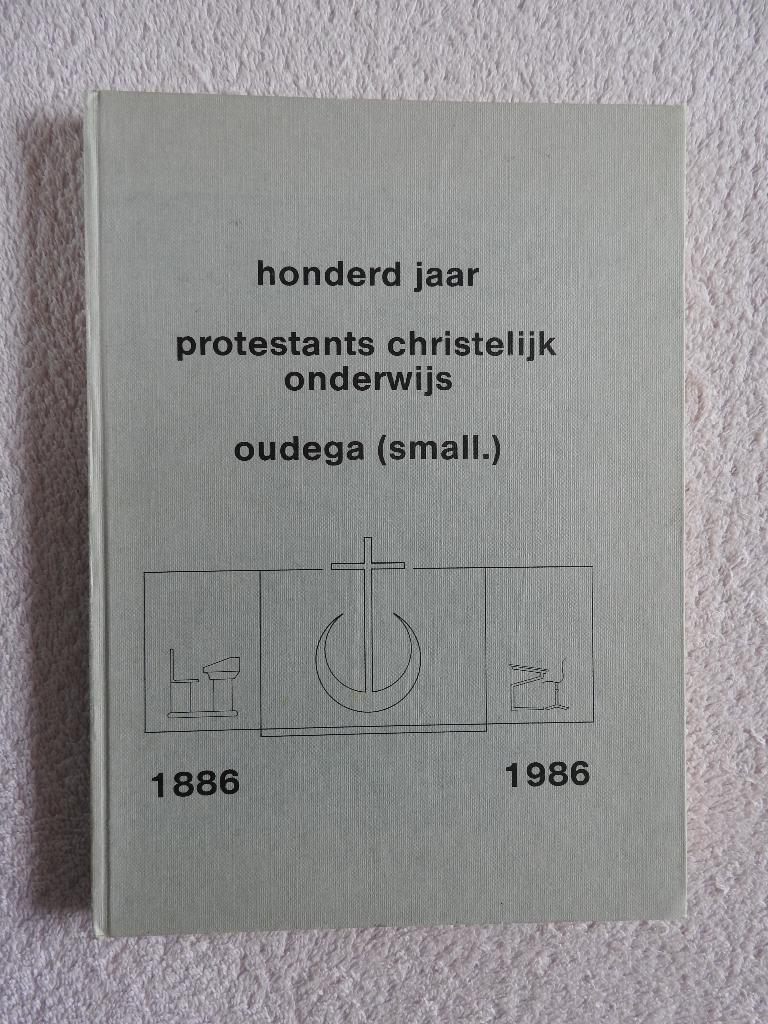 honderd jaar
protestants christelijk
onderwijs
oudega (small.)
1886 1986